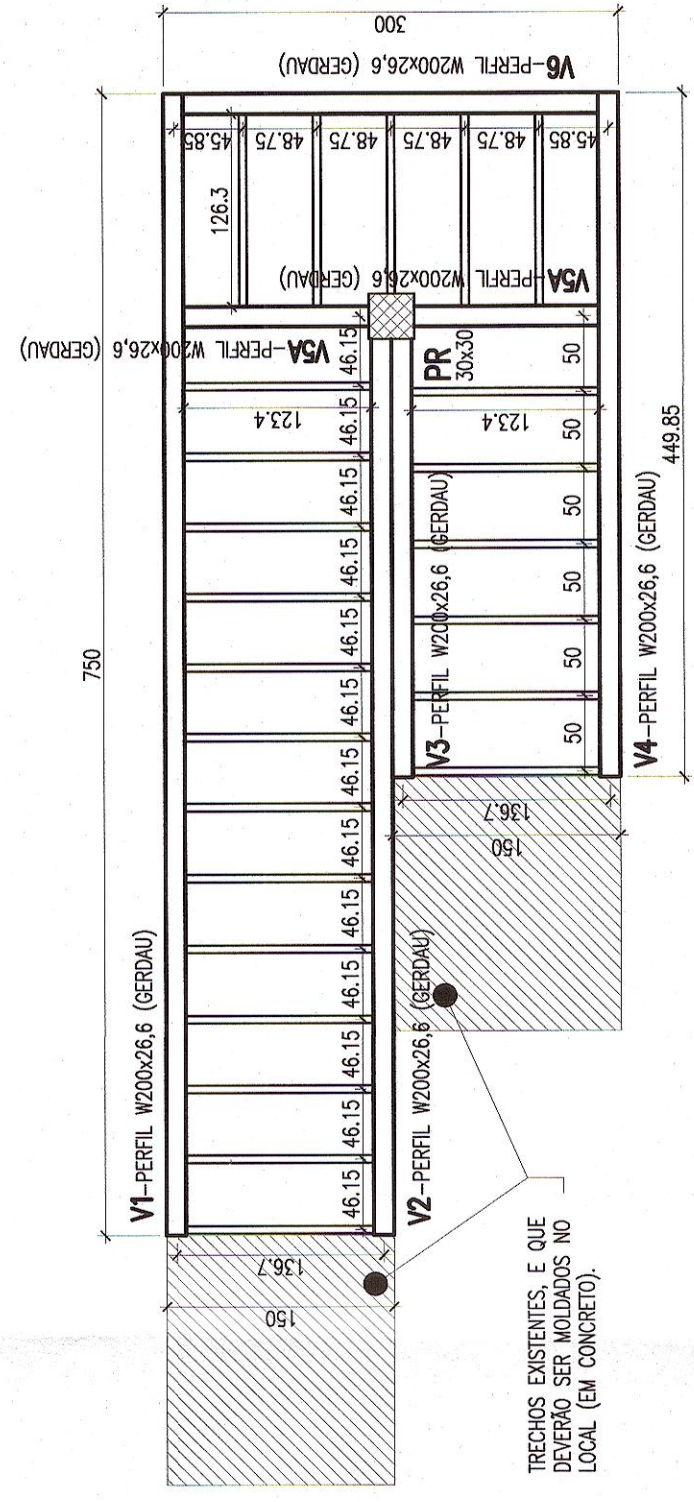 750
V1-PERFIL W200x26,6 (GERDAU)
V5A-PERFIL W200x26,6 (GERDAU)
126.3
V6-PERFIL W200x26,6 (GERDAU)
300
45.85
48.75
48.75
48.75
48.75
45.85
123.4
46.15
46.15
46.15
46.15
46.15
46.15
46.15
46.15
46.15
46.15
46.15
46.15
46.15
136.7
150
V2-PERFIL W200x26,6 (GERDAU)
PR
30x30
V5A-PERFIL W200x26,6 (GERDAU)
V3-PERFIL W200x26,6 (GERDAU)
123.4
50
50
50
50
50
50
136.7
150
V4-PERFIL W200x26,6 (GERDAU)
449.85
TRECHOS EXISTENTES, E QUE
DEVERÃO SER MOLDADOS NO
LOCAL (EM CONCRETO).